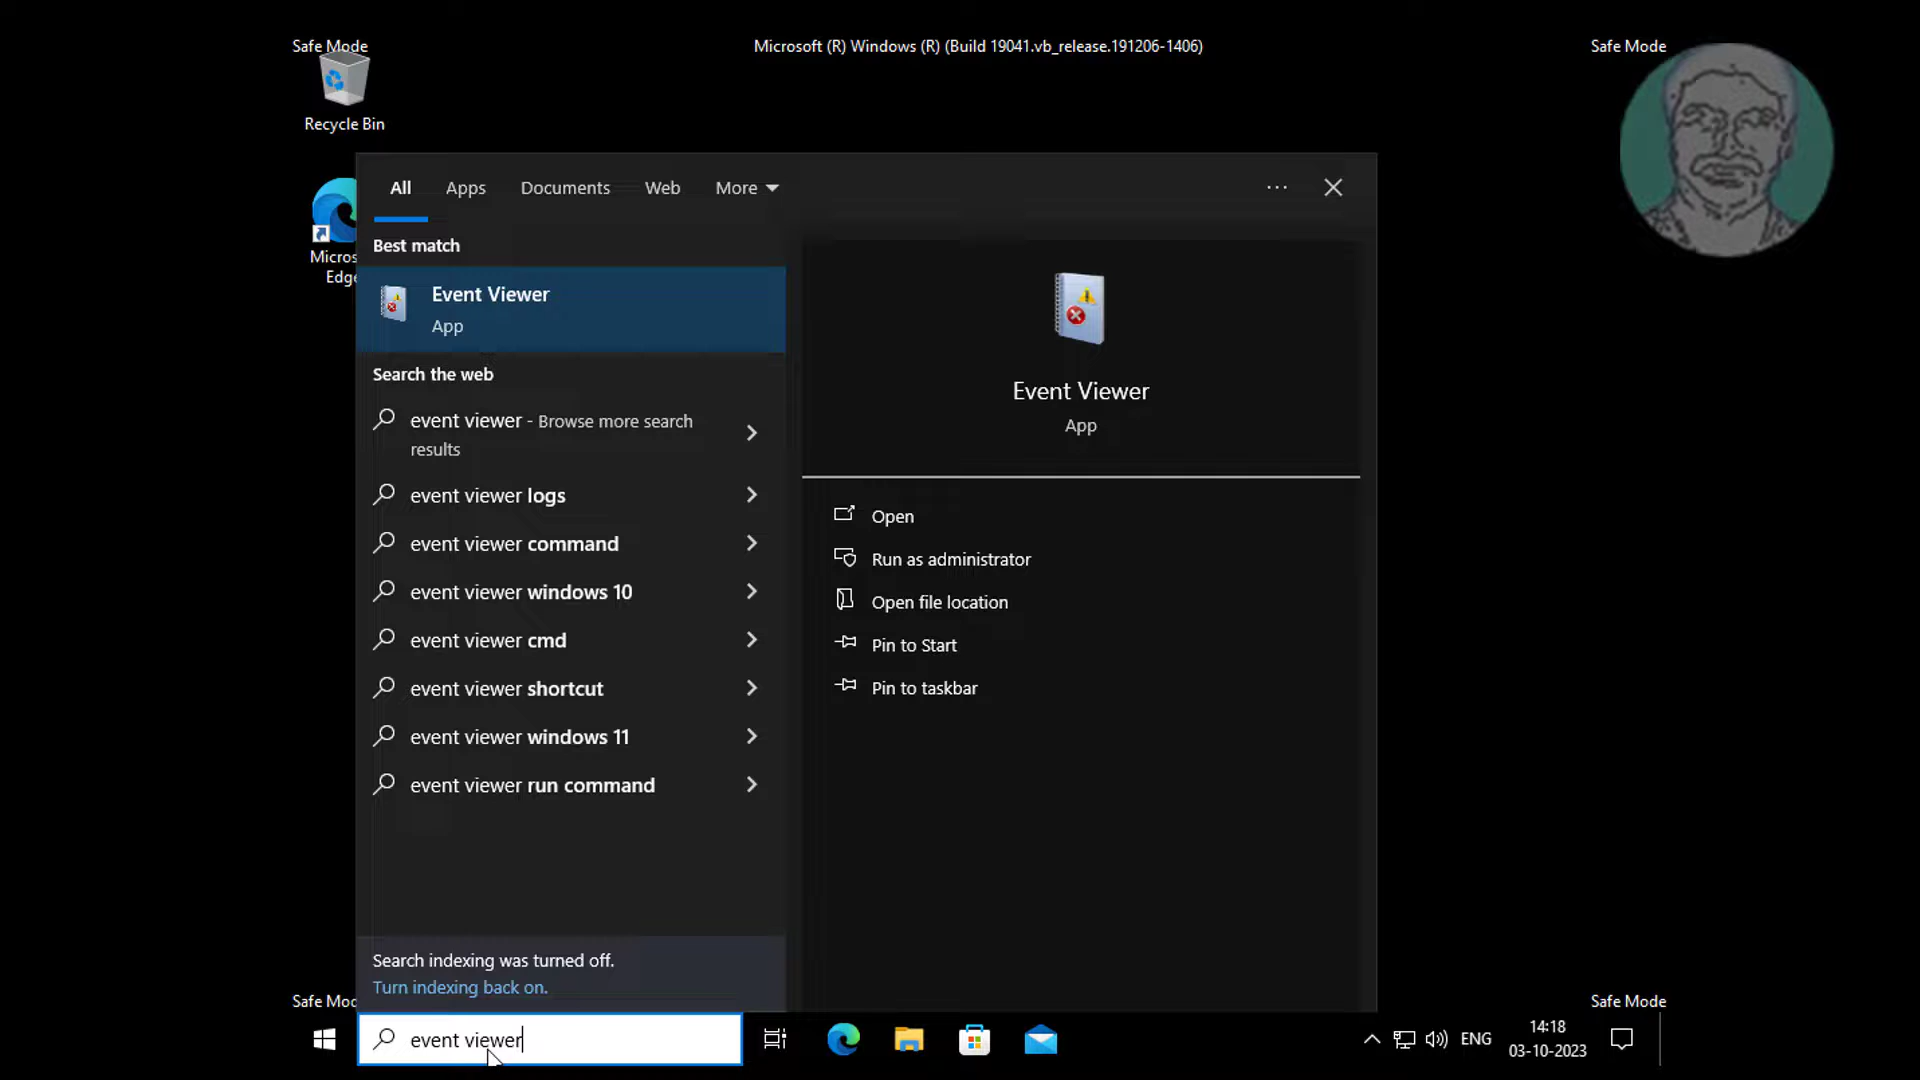 Safe Mode
Microsoft (R) Windows (R) (Build 19041.vb_release.191206-1406)
Safe Mode
Recycle Bin
Micros
Edge
All
Apps
Documents
Web
More
Best match
Event Viewer
App
Search the web
event viewer - Browse more search
results
event viewer logs
event viewer command
event viewer windows 10
event viewer cmd
event viewer shortcut
event viewer windows 11
event viewer run command
Event Viewer
App
Open
Run as administrator
Open file location
Pin to Start
Pin to taskbar
Search indexing was turned off.
Turn indexing back on.
Safe Mod
Safe Mode
event viewer
ENG
14:18
03-10-2023